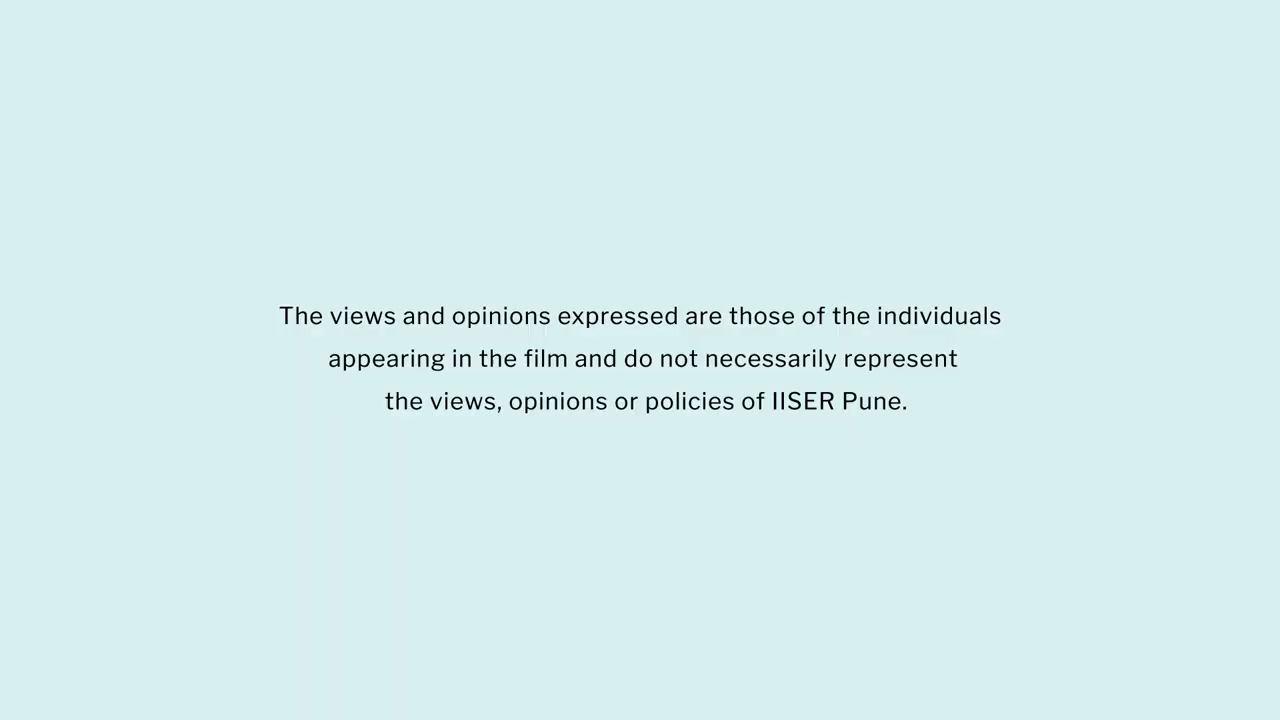 The views and opinions expressed are those of the individuals
appearing in the film and do not necessarily represent
the views, opinions or policies of IISER Pune.